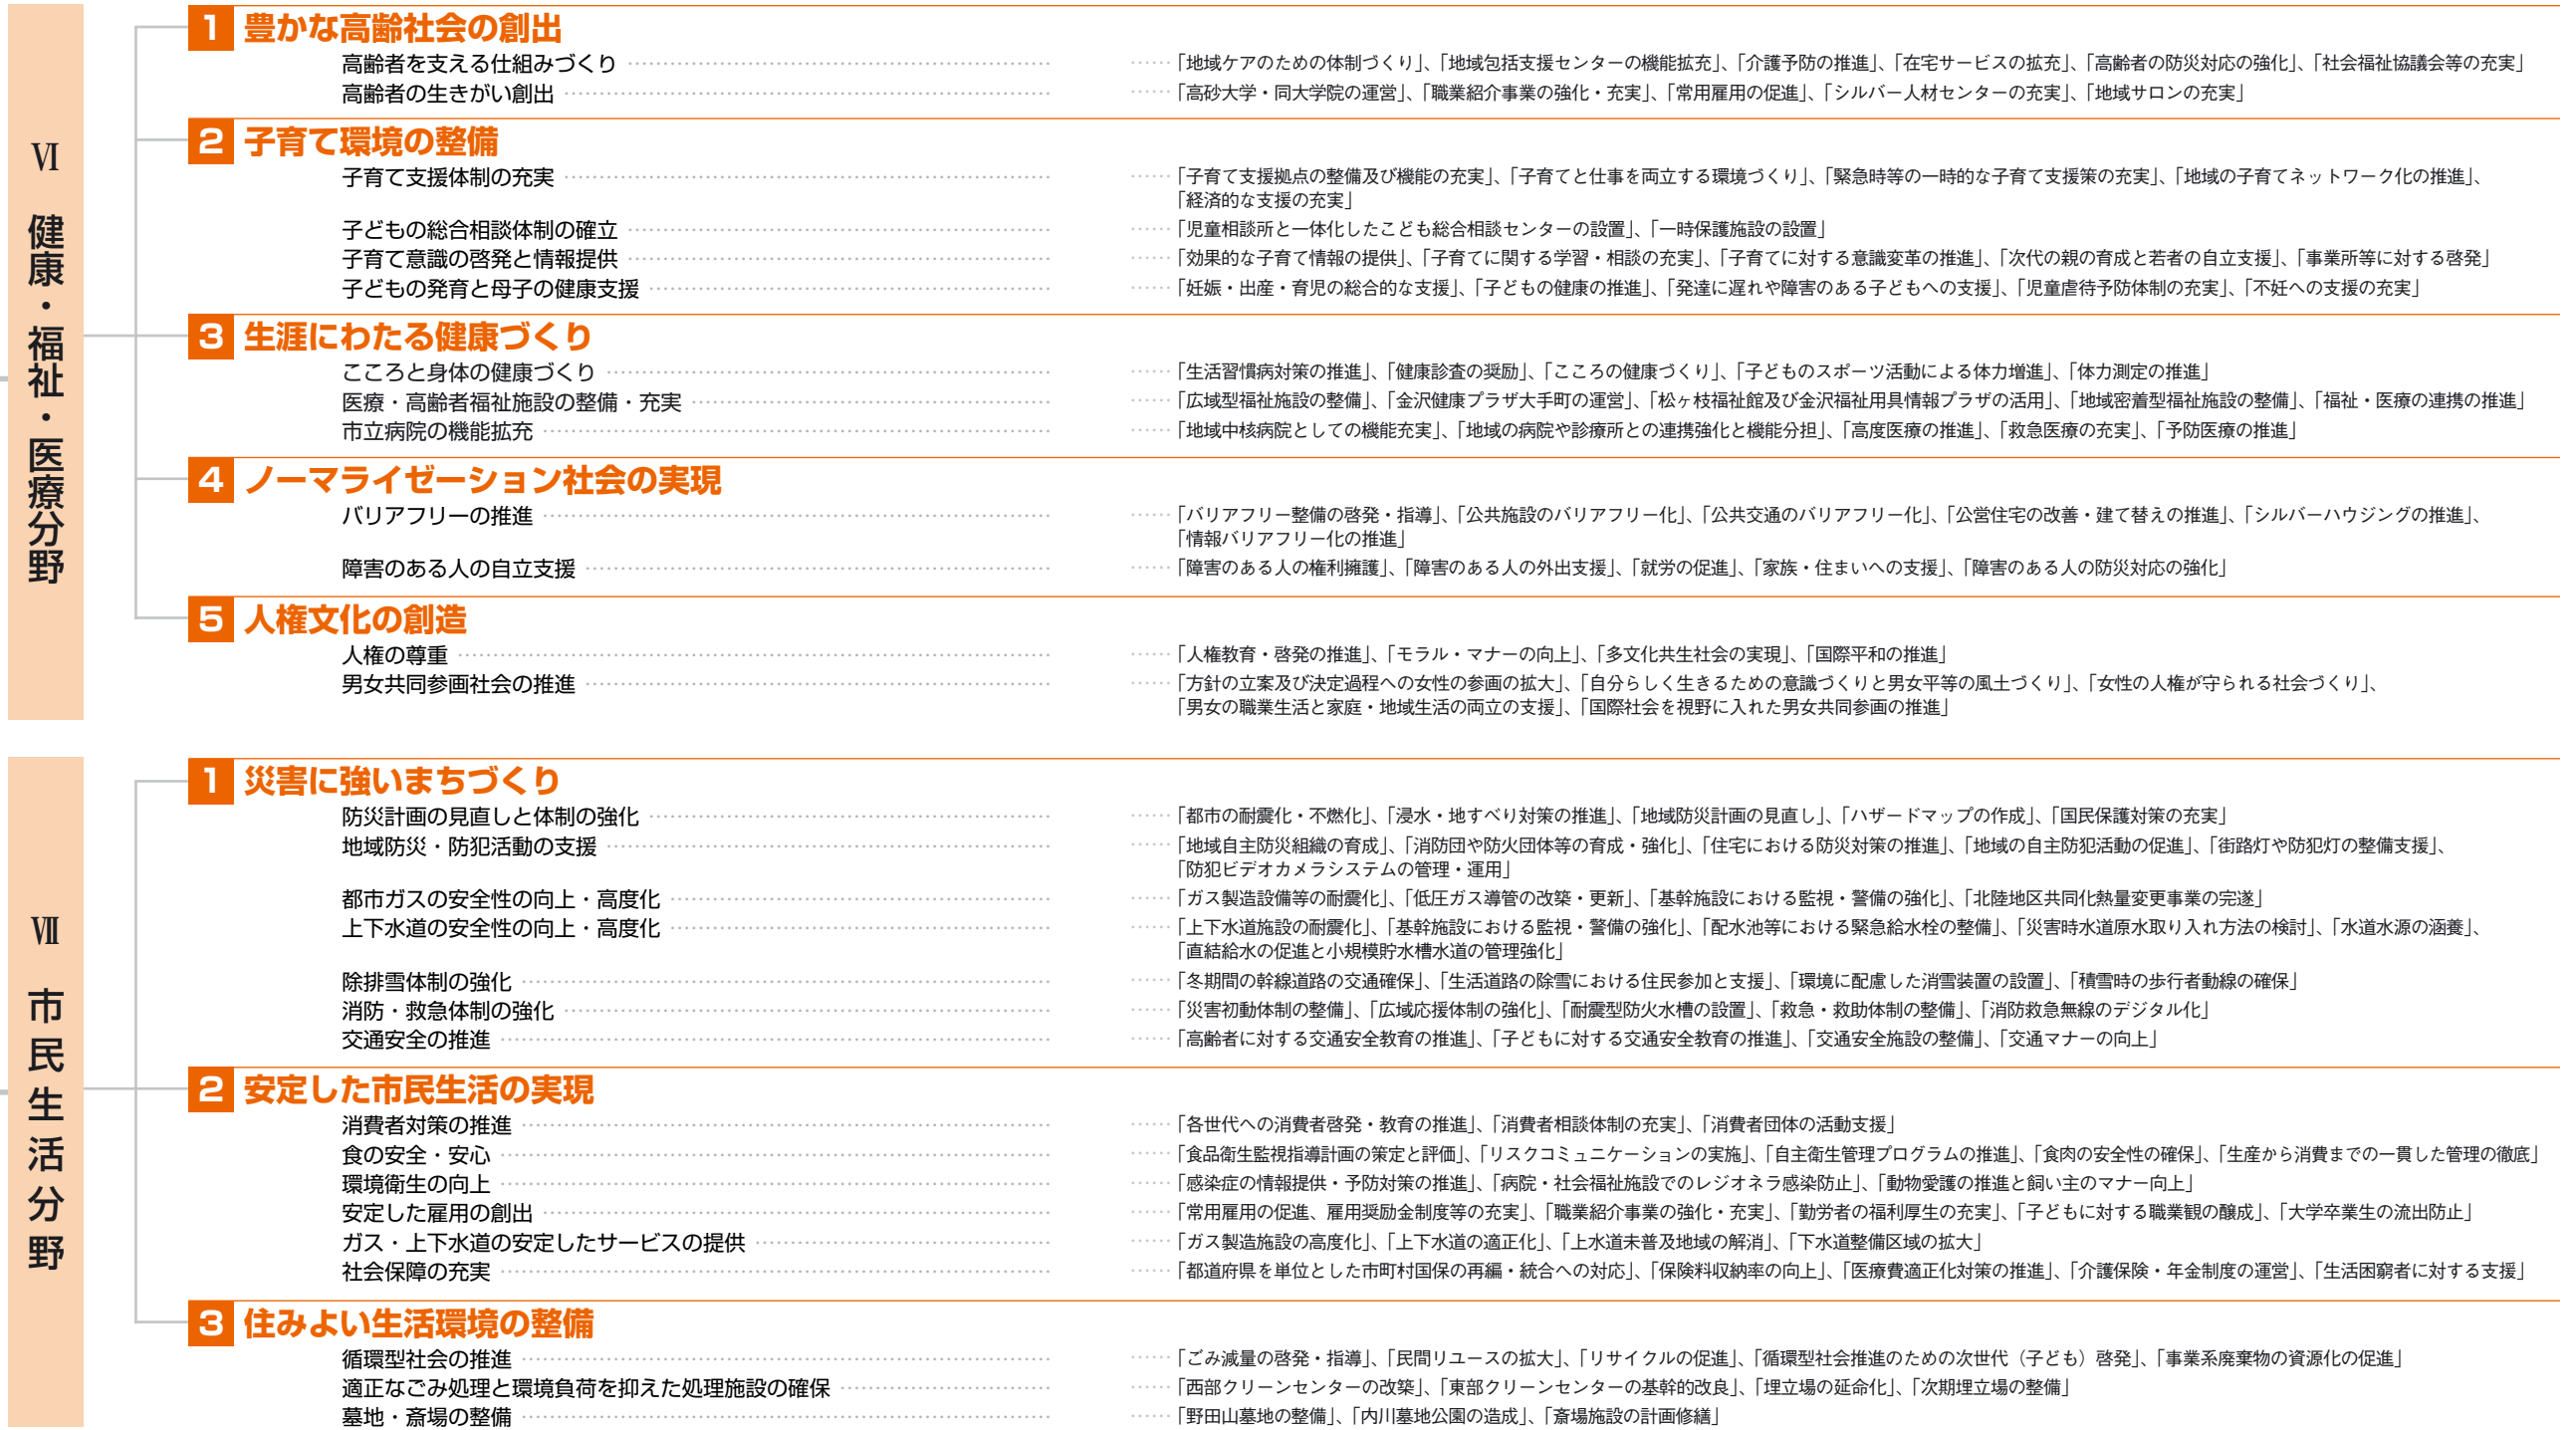 Ⅵ 健康・福祉・医療分野
1 豊かな高齢社会の創出
高齢者を支える仕組みづくり 「地域ケアのための体制づくり」、「地域包括支援センターの機能拡充」、「介護予防の推進」、「在宅サービスの拡充」、「高齢者の防災対応の強化」、「社会福祉協議会等の充実」
高齢者の生きがい創出 「高砂大学・同大学院の運営」、「職業紹介事業の強化・充実」、「常用雇用の促進」、「シルバー人材センターの充実」、「地域サロンの充実」
2 子育て環境の整備
子育て支援体制の充実 「子育て支援拠点の整備及び機能の充実」、「子育てと仕事を両立する環境づくり」、「緊急時等の一時的な子育て支援策の充実」、「地域の子育てネットワーク化の推進」、
「経済的な支援の充実」
子どもの総合相談体制の確立 「児童相談所と一体化したこども総合相談センターの設置」、「一時保護施設の設置」
子育て意識の啓発と情報提供 「効果的な子育て情報の提供」、「子育てに関する学習・相談の充実」、「子育てに対する意識変革の推進」、「次代の親の育成と若者の自立支援」、「事業所等に対する啓発」
子どもの発育と母子の健康支援 「妊娠・出産・育児の総合的な支援」、「子どもの健康の推進」、「発達に遅れや障害のある子どもへの支援」、「児童虐待予防体制の充実」、「不妊への支援の充実」
3 生涯にわたる健康づくり
こころと身体の健康づくり 「生活習慣病対策の推進」、「健康診査の奨励」、「こころの健康づくり」、「子どものスポーツ活動による体力増進」、「体力測定の推進」
医療・高齢者福祉施設の整備・充実 「広域型福祉施設の整備」、「金沢健康プラザ大手町の運営」、「松ヶ枝福祉館及び金沢福祉用具情報プラザの活用」、「地域密着型福祉施設の整備」、「福祉・医療の連携の推進」
市立病院の機能拡充 「地域中核病院としての機能充実」、「地域の病院や診療所との連携強化と機能分担」、「高度医療の推進」、「救急医療の充実」、「予防医療の推進」
4 ノーマライゼーション社会の実現
バリアフリーの推進 「バリアフリー整備の啓発・指導」、「公共施設のバリアフリー化」、「公共交通のバリアフリー化」、「公営住宅の改善・建て替えの推進」、「シルバーハウジングの推進」、
「情報バリアフリー化の推進」
障害のある人の自立支援 「障害のある人の権利擁護」、「障害のある人の外出支援」、「就労の促進」、「家族・住まいへの支援」、「障害のある人の防災対応の強化」
5 人権文化の創造
人権の尊重 「人権教育・啓発の推進」、「モラル・マナーの向上」、「多文化共生社会の実現」、「国際平和の推進」
男女共同参画社会の推進 「方針の立案及び決定過程への女性の参画の拡大」、「自分らしく生きるための意識づくりと男女平等の風土づくり」、「女性の人権が守られる社会づくり」、
「男女の職業生活と家庭・地域生活の両立の支援」、「国際社会を視野に入れた男女共同参画の推進」
Ⅶ 市民生活分野
1 災害に強いまちづくり
防災計画の見直しと体制の強化 「都市の耐震化・不燃化」、「浸水・地すべり対策の推進」、「地域防災計画の見直し」、「ハザードマップの作成」、「国民保護対策の充実」
地域防災・防犯活動の支援 「地域自主防災組織の育成」、「消防団や防火団体等の育成・強化」、「住宅における防災対策の推進」、「地域の自主防犯活動の促進」、「街路灯や防犯灯の整備支援」、
「防犯ビデオカメラシステムの管理・運用」
都市ガスの安全性の向上・高度化 「ガス製造設備等の耐震化」、「低圧ガス導管の改築・更新」、「基幹施設における監視・警備の強化」、「北陸地区共同化熱量変更事業の完遂」
上下水道の安全性の向上・高度化 「上下水道施設の耐震化」、「基幹施設における監視・警備の強化」、「配水池等における緊急給水栓の整備」、「災害時水道原水取り入れ方法の検討」、「水道水源の涵養」、
「直結給水の促進と小規模貯水槽水道の管理強化」
除排雪体制の強化 「冬期間の幹線道路の交通確保」、「生活道路の除雪における住民参加と支援」、「環境に配慮した消雪装置の設置」、「積雪時の歩行者動線の確保」
消防・救急体制の強化 「災害初動体制の整備」、「広域応援体制の強化」、「耐震型防火水槽の設置」、「救急・救助体制の整備」、「消防救急無線のデジタル化」
交通安全の推進 「高齢者に対する交通安全教育の推進」、「子どもに対する交通安全教育の推進」、「交通安全施設の整備」、「交通マナーの向上」
2 安定した市民生活の実現
消費者対策の推進 「各世代への消費者啓発・教育の推進」、「消費者相談体制の充実」、「消費者団体の活動支援」
食の安全・安心 「食品衛生監視指導計画の策定と評価」、「リスクコミュニケーションの実施」、「自主衛生管理プログラムの推進」、「食肉の安全性の確保」、「生産から消費までの一貫した管理の徹底」
環境衛生の向上 「感染症の情報提供・予防対策の推進」、「病院・社会福祉施設でのレジオネラ感染防止」、「動物愛護の推進と飼い主のマナー向上」
安定した雇用の創出 「常用雇用の促進、雇用奨励金制度等の充実」、「職業紹介事業の強化・充実」、「勤労者の福利厚生の充実」、「子どもに対する職業観の醸成」、「大学卒業生の流出防止」
ガス・上下水道の安定したサービスの提供 「ガス製造施設の高度化」、「上下水道の適正化」、「上水道未普及地域の解消」、「下水道整備区域の拡大」
社会保障の充実 「都道府県を単位とした市町村国保の再編・統合への対応」、「保険料収納率の向上」、「医療費適正化対策の推進」、「介護保険・年金制度の運営」、「生活困窮者に対する支援」
3 住みよい生活環境の整備
循環型社会の推進 「ごみ減量の啓発・指導」、「民間リユースの拡大」、「リサイクルの促進」、「循環型社会推進のための次世代（子ども）啓発」、「事業系廃棄物の資源化の促進」
適正なごみ処理と環境負荷を抑えた処理施設の確保 「西部クリーンセンターの改築」、「東部クリーンセンターの基幹的改良」、「埋立場の延命化」、「次期埋立場の整備」
墓地・斎場の整備 「野田山墓地の整備」、「内川墓地公園の造成」、「斎場施設の計画修繕」